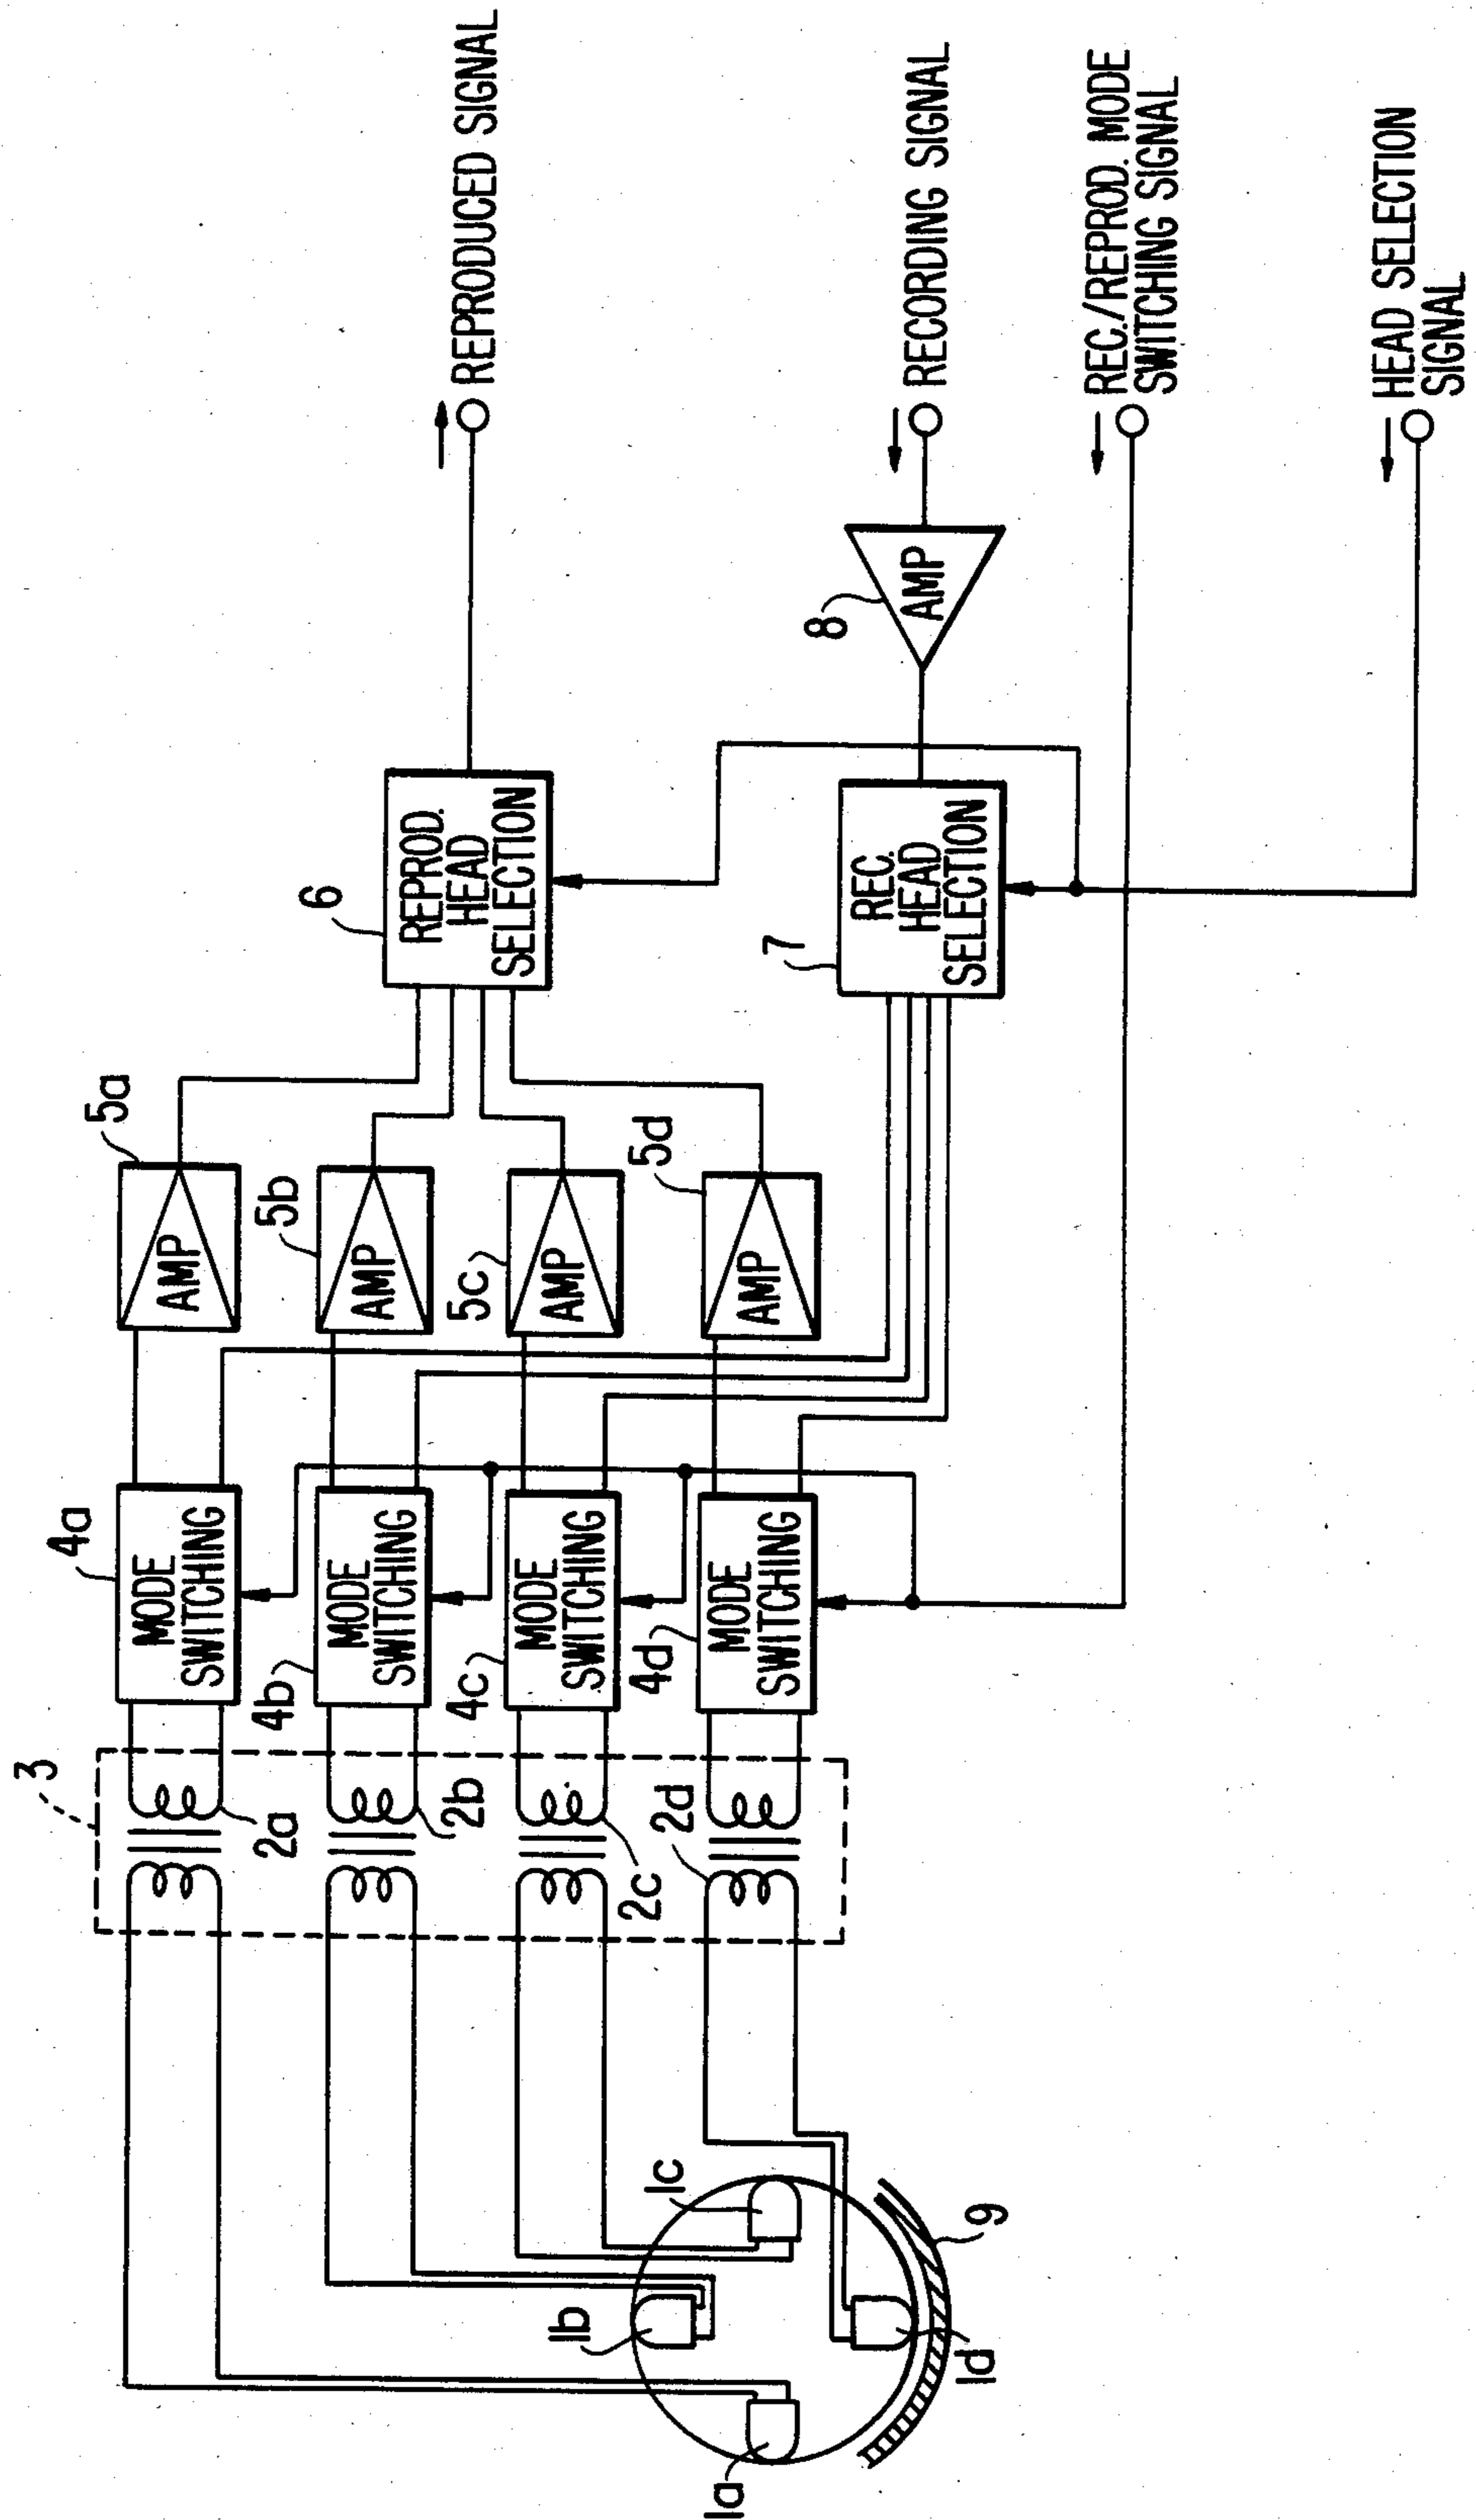 3
4a
5a
6
REPRODUCED SIGNAL
MODE
SWITCHING
AMP
2a
4b
5b
REPROD.
HEAD
SELECTION
MODE
SWITCHING
AMP
2b
4c
5c
MODE
SWITCHING
AMP
2c
4d
5d
2d
MODE
SWITCHING
AMP
1a
1b
1c
1d
9
7
REC.
HEAD
SELECTION
8
AMP
RECORDING SIGNAL
REC./REPROD. MODE
SWITCHING SIGNAL
HEAD SELECTION
SIGNAL